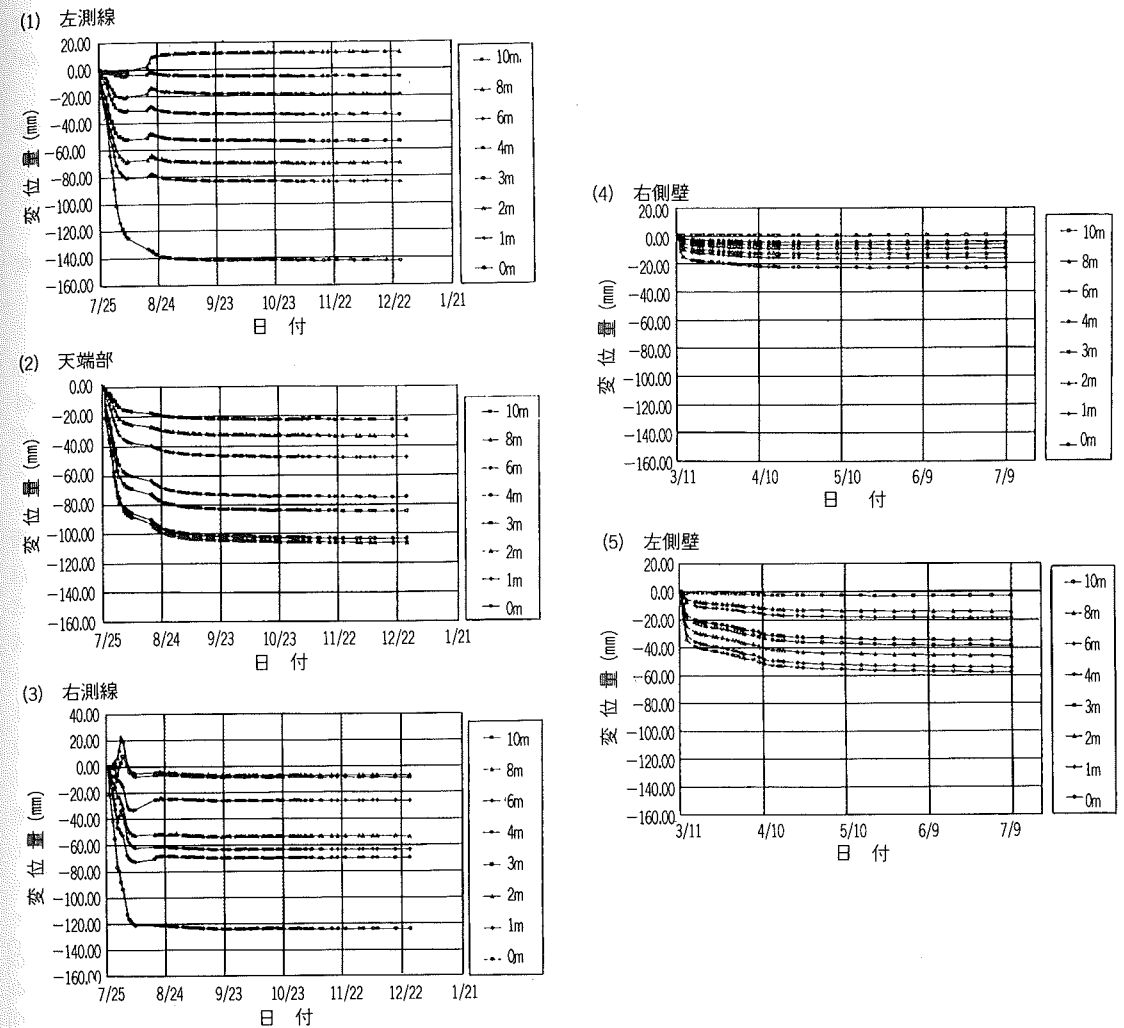 (1) 左測線
20.00
0.00
−20.00
−40.00
−60.00
−80.00
−100.00
−120.00
−140.00
−160.00
変位量(mm)
7/25 8/24 9/23 10/23 11/22 12/22 1/21
日 付
10m
8m
6m
4m
3m
2m
1m
0m
(2) 天端部
0.00
−20.00
−40.00
−60.00
−80.00
−100.00
−120.00
−140.00
−160.00
変位量(mm)
7/25 8/24 9/23 10/23 11/22 12/22 1/21
日 付
10m
8m
6m
4m
3m
2m
1m
0m
(3) 右測線
40.00
20.00
0.00
−20.00
−40.00
−60.00
−80.00
−100.00
−120.00
−140.00
−160.00
変位量(mm)
7/25 8/24 9/23 10/23 11/22 12/22 1/21
日 付
10m
8m
6m
4m
3m
2m
1m
0m
(4) 右側壁
20.00
0.00
−20.00
−40.00
−60.00
−80.00
−100.00
−120.00
−140.00
−160.00
変位量(mm)
3/11 4/10 5/10 6/9 7/9
日 付
10m
8m
6m
4m
3m
2m
1m
0m
(5) 左側壁
20.00
0.00
−20.00
−40.00
−60.00
−80.00
−100.00
−120.00
−140.00
−160.00
変位量(mm)
3/11 4/10 5/10 6/9 7/9
日 付
10m
8m
6m
4m
3m
2m
1m
0m